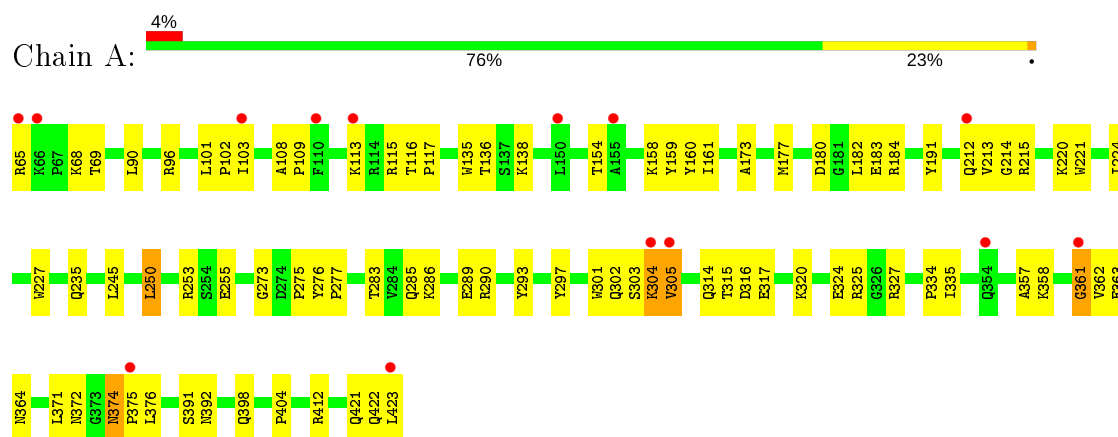 4%
Chain A:
76% 23% •
R65 K66 P67 K68 T69 L90 R96 L101 P102 I103 A108 P109 F110 K113 R114 R115 T116 P117 W135 T136 S137 K138 L150 T154 A155 K158 Y159 Y160 I161 A173 M177 D180 G181 L182 E183 R184 Y191 Q212 V213 G214 R215 K220 W221
W227 Q235 L245 L250 R253 S254 E255 G273 D274 P275 Y276 P277 T283 V284 Q285 K286 E289 R290 Y293 Y297 W301 Q302 S303 K304 V305 Q314 T315 D316 E317 K320 E324 R325 G326 R327 P334 I335 Q354 A357 K358 G361 V362
N364 L371 N372 G373 N374 P375 L376 S391 N392 Q398 P404 R412 Q421 Q422 L423